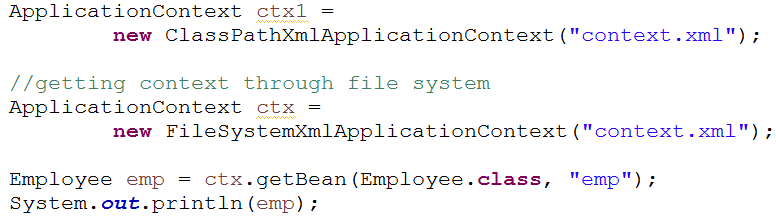 ApplicationContext ctx1 =
new ClassPathXmlApplicationContext("context.xml");
//getting context through file system
ApplicationContext ctx =
new FileSystemXmlApplicationContext("context.xml");
Employee emp = ctx.getBean(Employee.class, "emp");
System.out.println(emp);